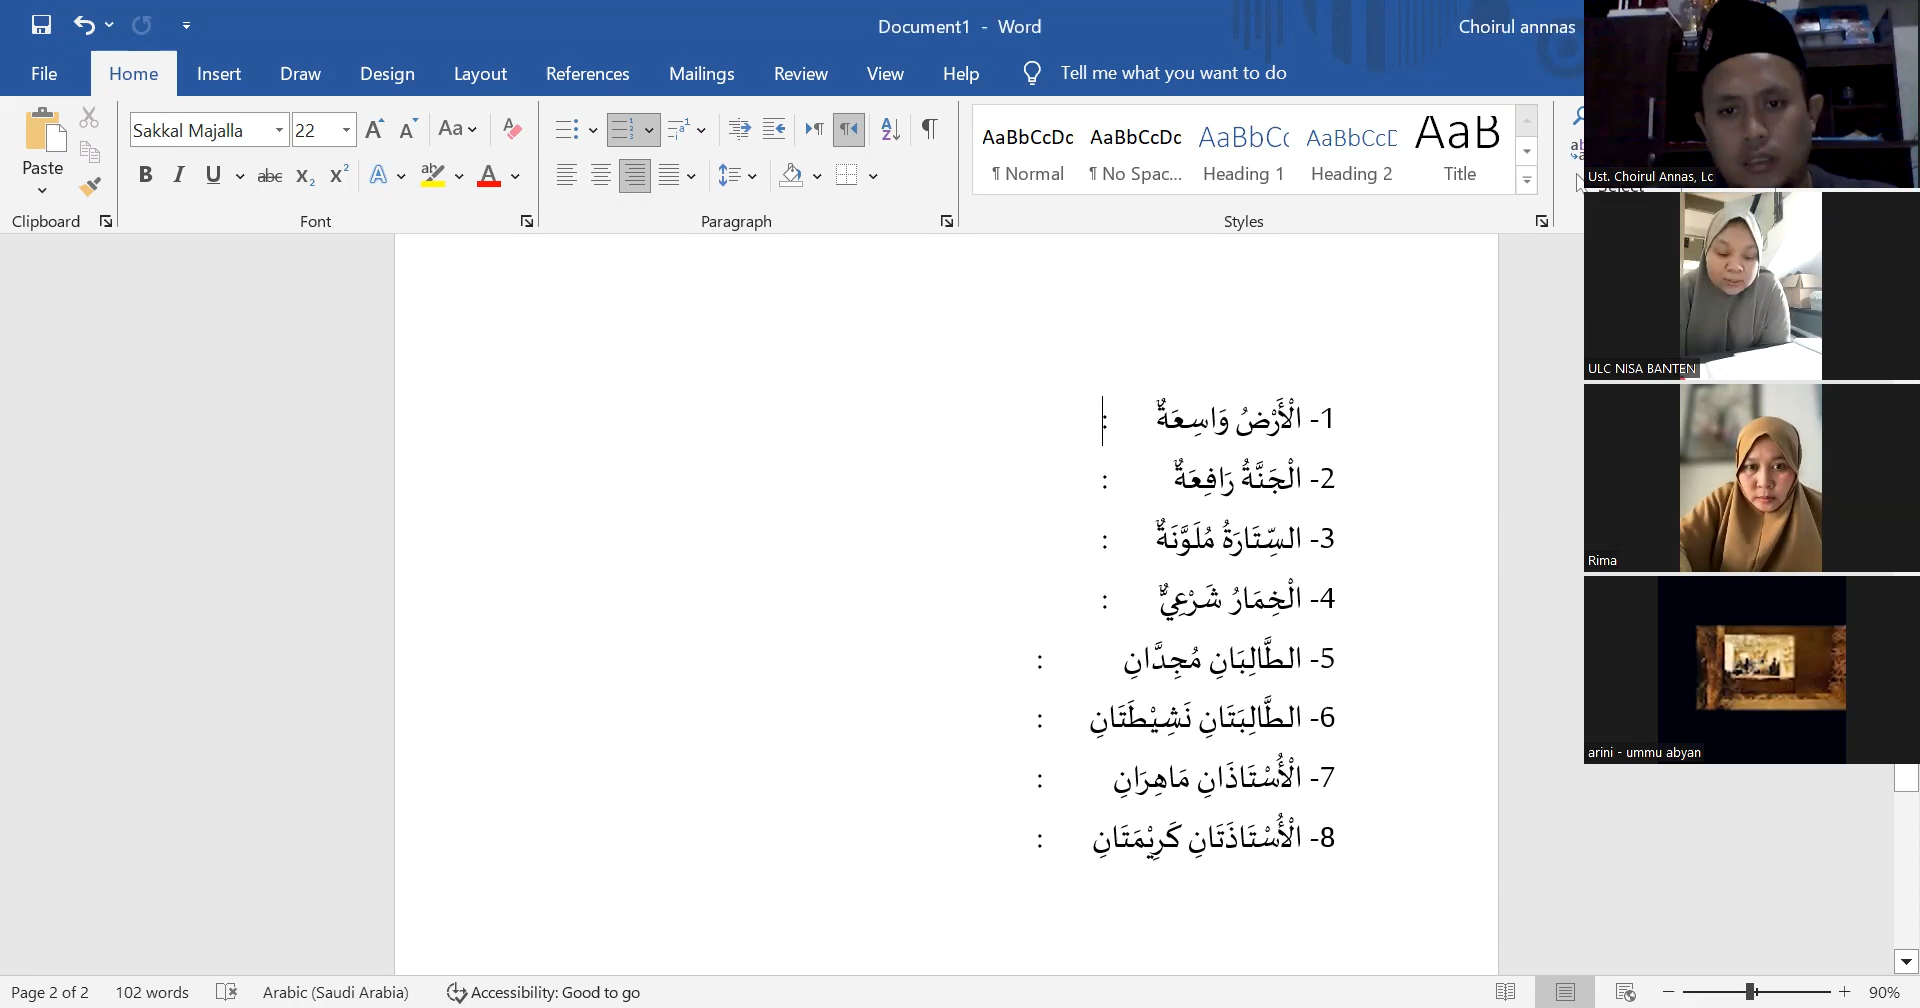 Document1 - Word
Choirul annnas
File Home Insert Draw Design Layout References Mailings Review View Help Tell me what you want to do
Sakkal Majalla 22
Paste
AaBbCcDc AaBbCcDc AaBbCc AaBbCcD AaB
¶ Normal ¶ No Spac... Heading 1 Heading 2 Title
Select
Clipboard Font Paragraph Styles
Ust. Choirul Annas, Lc
ULC NISA BANTEN
Rima
arini - ummu abyan
1- الْأَرْضُ وَاسِعَةٌ :
2- الْجَنَّةُ رَافِعَةٌ :
3- السِّتَارَةُ مُلَوَّنَةٌ :
4- الْخِمَارُ شَرْعِيٌّ :
5- الطَّالِبَانِ مُجِدَّانِ :
6- الطَّالِبَتَانِ نَشِيْطَتَانِ :
7- الْأُسْتَاذَانِ مَاهِرَانِ :
8- الْأُسْتَاذَتَانِ كَرِيْمَتَانِ :
Page 2 of 2 102 words Arabic (Saudi Arabia) Accessibility: Good to go 90%